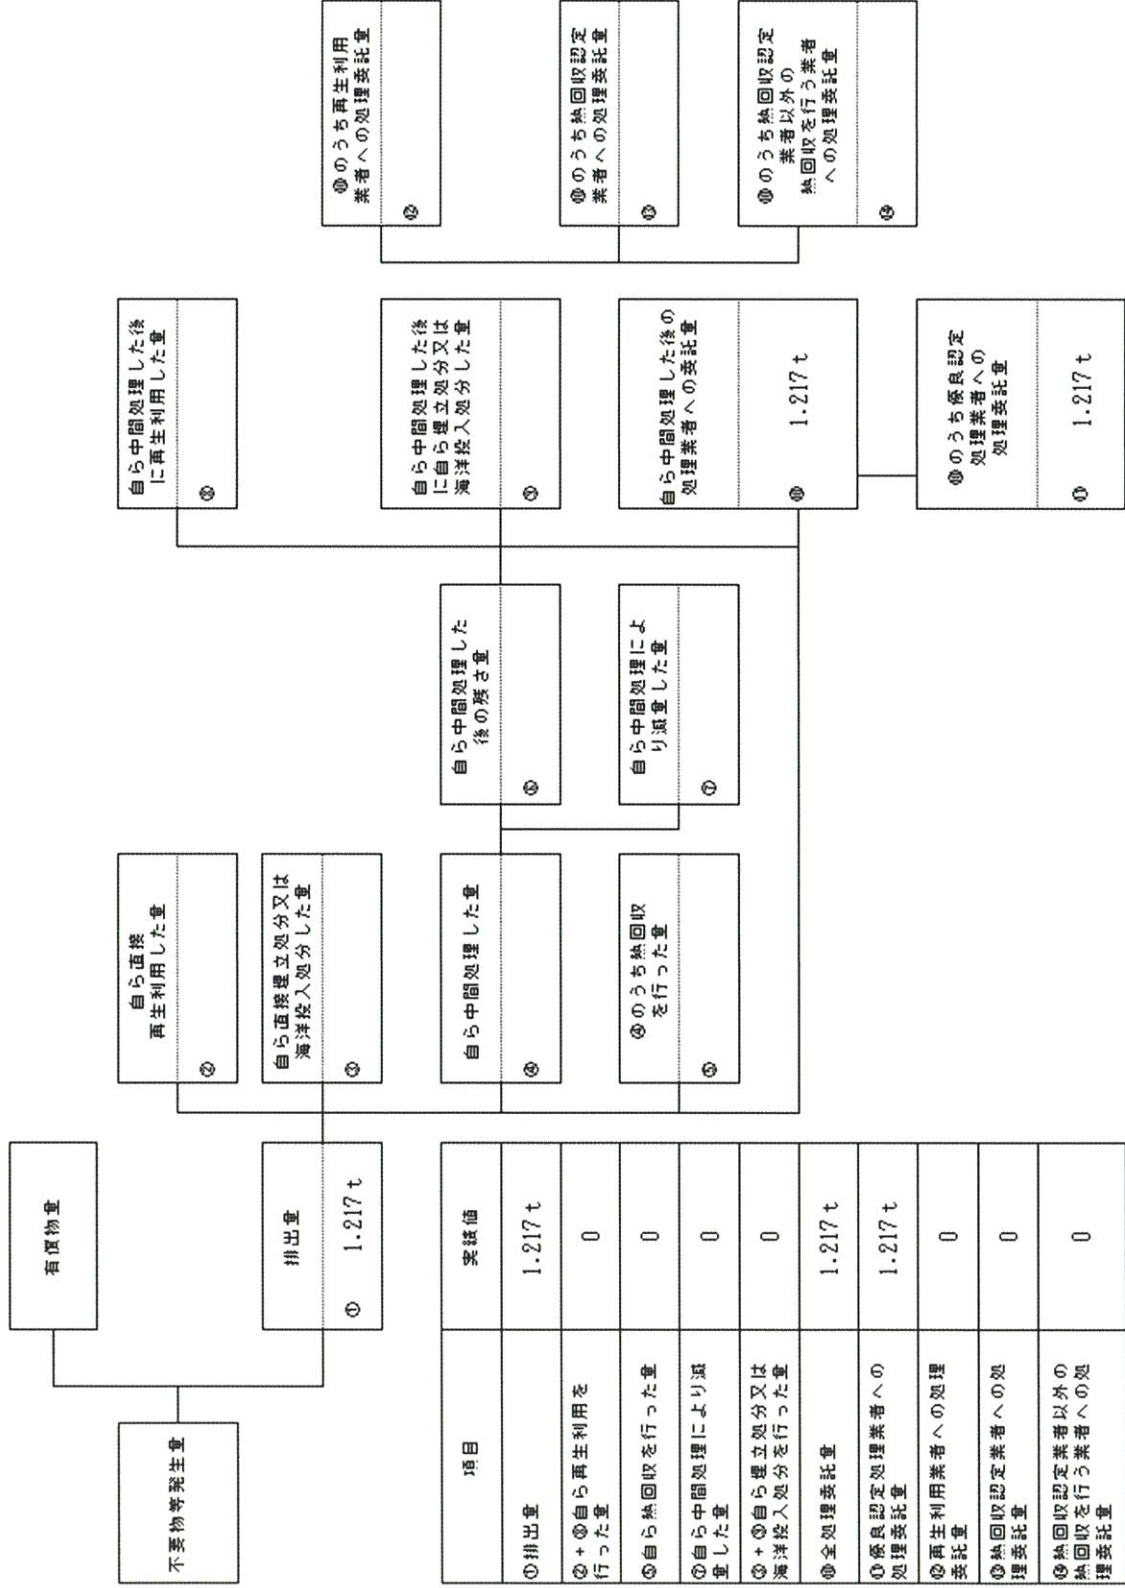 不要物等発生量
有償物量
排出量
① 1.217 t
自ら直接
再生利用した量
②
自ら直接埋立処分又は
海洋投入処分した量
③
自ら中間処理した量
④
④のうち熱回収
を行った量
⑤
自ら中間処理した
後の残さ量
⑥
自ら中間処理によ
り減量した量
⑦
自ら中間処理した後
に再生利用した量
⑧
自ら中間処理した後
に自ら埋立処分又は
海洋投入処分した量
⑨
自ら中間処理した後の
処理業者への委託量
⑩ 1.217 t
⑩のうち優良認定
処理業者への
処理委託量
⑪ 1.217 t
⑩のうち再生利用
業者への処理委託量
⑫
⑩のうち熱回収認定
業者への処理委託量
⑬
⑩のうち熱回収認定
業者以外の
熱回収を行う業者
への処理委託量
⑭
項目 実績値
①排出量 1.217 t
②+⑧自ら再生利用を
行った量 0
⑤自ら熱回収を行った量 0
⑦自ら中間処理により減
量した量 0
③+⑨自ら埋立処分又は
海洋投入処分を行った量 0
⑩全処理委託量 1.217 t
⑪優良認定処理業者への
処理委託量 1.217 t
⑫再生利用業者への処理
委託量 0
⑬熱回収認定業者への処
理委託量 0
⑭熱回収認定業者以外の
熱回収を行う業者への処
理委託量 0